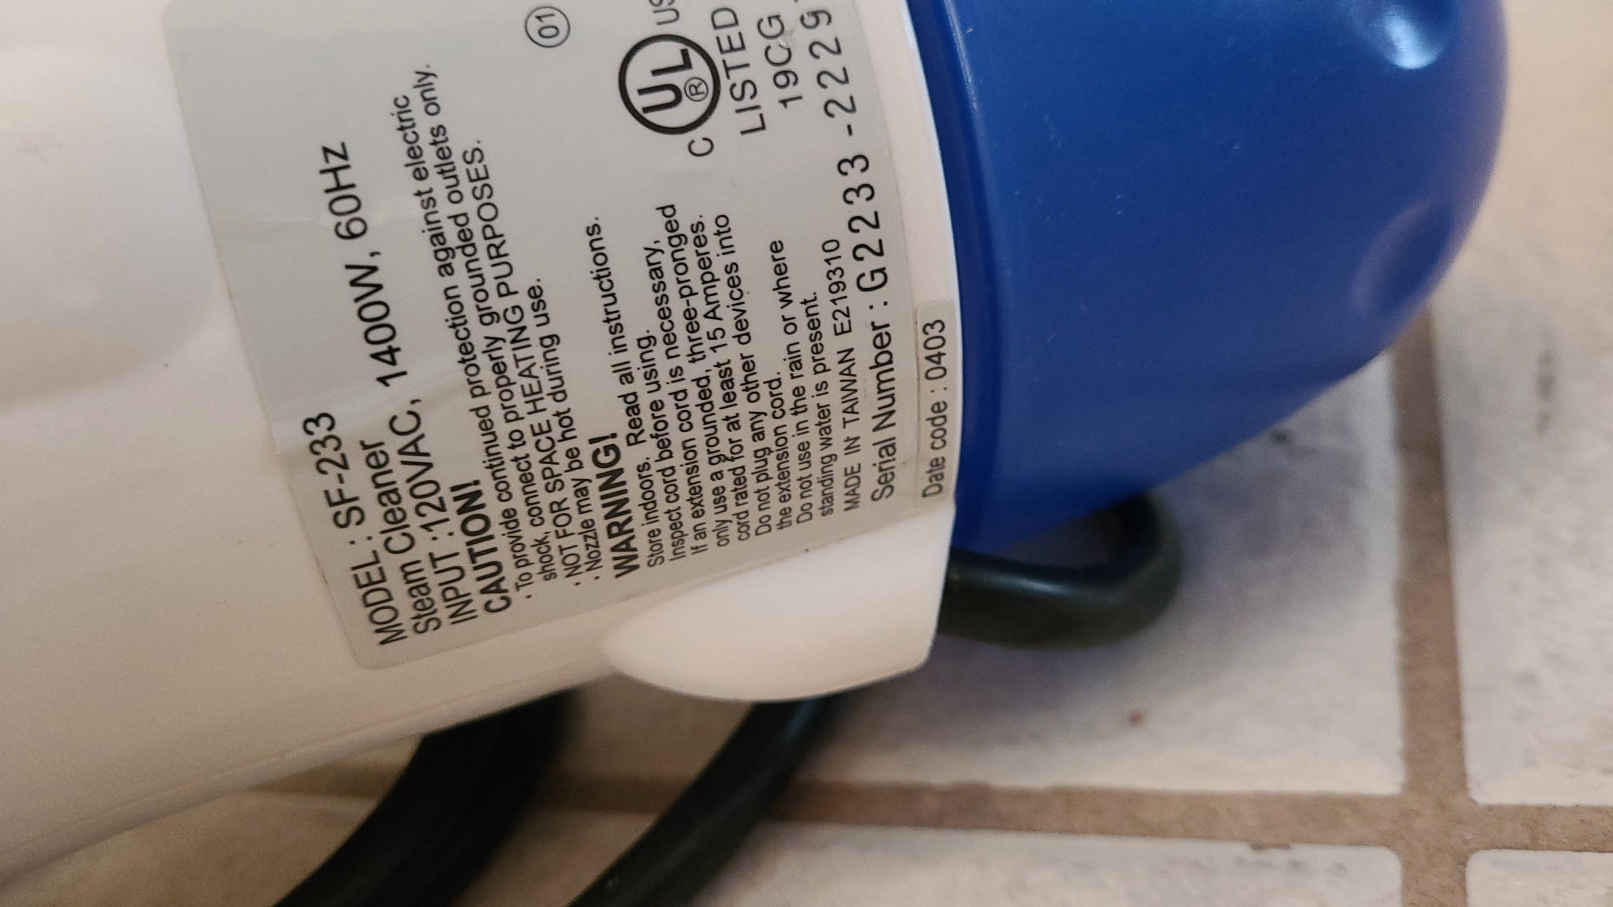 MODEL : SF-233
Steam Cleaner
INPUT :120VAC, 1400W, 60Hz
CAUTION!
· To provide continued protection against electric
shock, connect to properly grounded outlets only.
· NOT FOR SPACE HEATING PURPOSES.
· Nozzle may be hot during use.
01
WARNING! Read all instructions.
Store indoors.
Inspect cord before using.
If an extension cord is necessary,
only use a grounded, three-pronged
cord rated for at least 15 Amperes.
Do not plug any other devices into
the extension cord.
Do not use in the rain or where
standing water is present.
MADE IN TAIWAN E219310
C UL ® US
LISTED
19CG
Serial Number : G2233 -2229
Date code : 0403